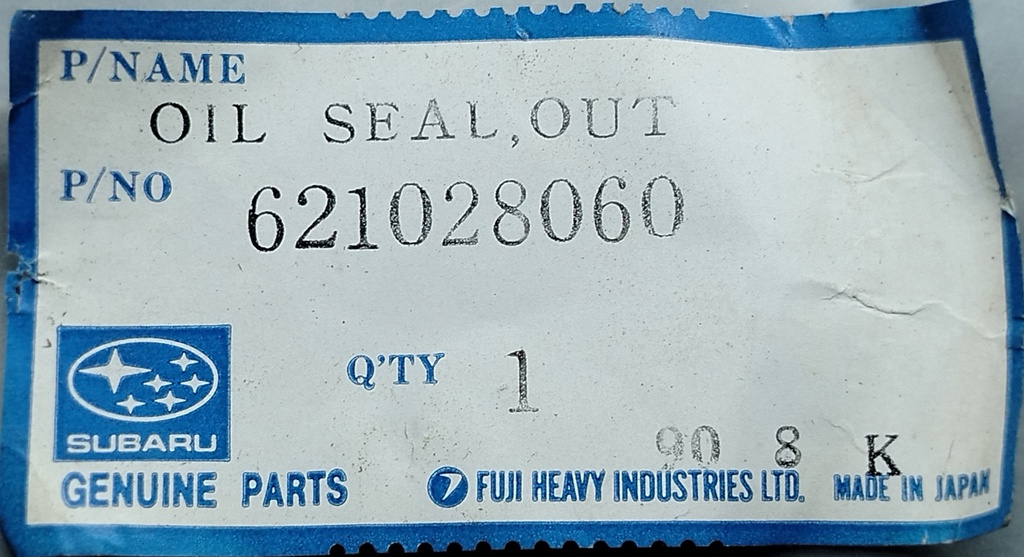 P/NAME
OIL SEAL,OUT
P/NO
621028060
Q'TY 1
SUBARU
90 8 K
GENUINE PARTS
FUJI HEAVY INDUSTRIES LTD. MADE IN JAPAN